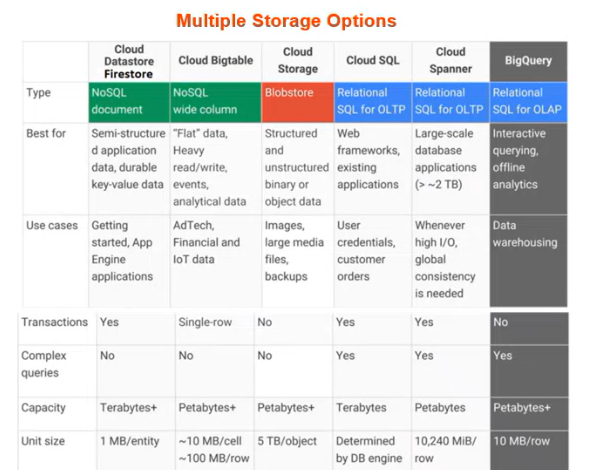 Multiple Storage Options
Cloud
Datastore
Firestore
Cloud Bigtable
Cloud
Storage
Cloud SQL
Cloud
Spanner
BigQuery
Type
NoSQL
document
NoSQL
wide column
Blobstore
Relational
SQL for OLTP
Relational
SQL for OLTP
Relational
SQL for OLAP
Best for
Semi-structure
d application
data, durable
key-value data
"Flat" data,
Heavy
read/write,
events,
analytical data
Structured
and
unstructured
binary or
object data
Web
frameworks,
existing
applications
Large-scale
database
applications
(> ~2 TB)
Interactive
querying,
offline
analytics
Use cases
Getting
started, App
Engine
applications
AdTech,
Financial and
IoT data
Images,
large media
files,
backups
User
credentials,
customer
orders
Whenever
high I/O,
global
consistency
is needed
Data
warehousing
Transactions
Yes
Single-row
No
Yes
Yes
No
Complex
queries
No
No
No
Yes
Yes
Yes
Capacity
Terabytes+
Petabytes+
Petabytes+
Terabytes
Petabytes
Petabytes+
Unit size
1 MB/entity
~10 MB/cell
~100 MB/row
5 TB/object
Determined
by DB engine
10,240 MiB/
row
10 MB/row